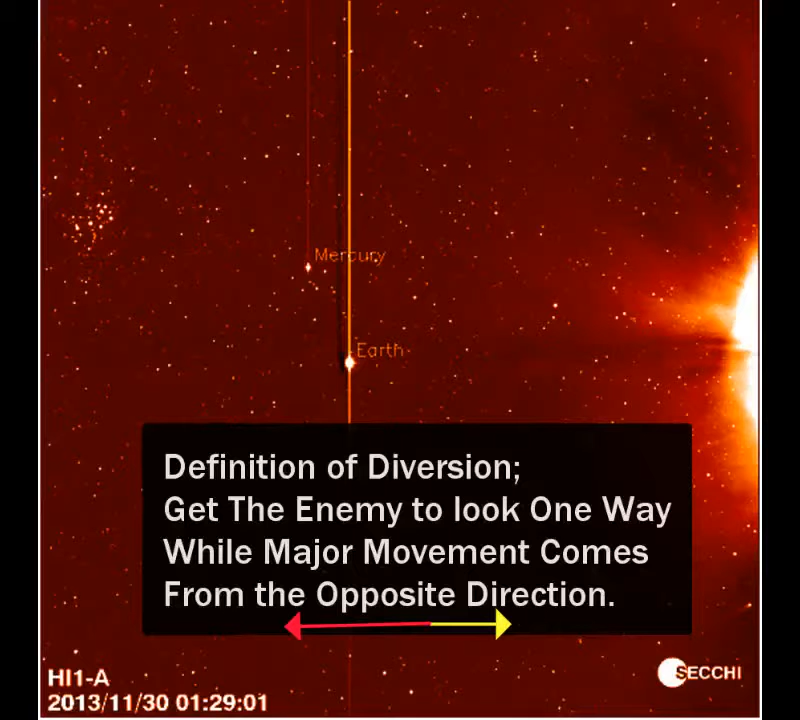 Mercury
Earth
Definition of Diversion;
Get The Enemy to look One Way
While Major Movement Comes
From the Opposite Direction.
HI1-A
2013/11/30 01:29:01
SECCHI